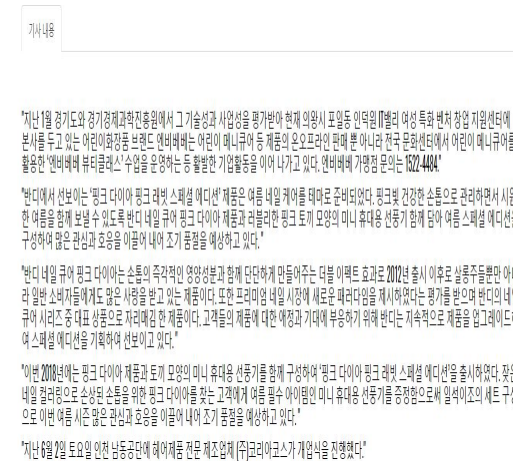 기사 내용
"지난 1월 경기도와 경기경제과학진흥원에서 그 기술성과 사업성을 평가받아 현재 의왕시 포일동 인덕원 IT밸리 여성 특화 벤처 창업 지원센터에
본사를 두고 있는 어린이화장품 브랜드 엔비베베는 어린이 메니큐어 등 제품의 온오프라인 판매 뿐 아니라 전국 문화센터에서 어린이 메니큐어를
활용한 '엔비베베 뷰티클래스' 수업을 운영하는 등 활발한 기업활동을 이어 나가고 있다. 엔비베베 가맹점 문의는 1522-4484."
"반디에서 선보이는 '핑크 다이아 핑크 래빗 스페셜 에디션' 제품은 여름 네일 케어를 테마로 준비되었다. 핑크빛 건강한 손톱으로 관리하면서 시원
한 여름을 함께 보낼 수 있도록 반디 네일 큐어 핑크 다이아 제품과 러블리한 핑크 토끼 모양의 미니 휴대용 선풍기 함께 담아 여름 스페셜 에디션을
구성하여 많은 관심과 호응을 이끌어 내어 조기 품절을 예상하고 있다."
"반디 네일 큐어 핑크 다이아는 손톱의 즉각적인 영양성분과 함께 단단하게 만들어주는 더블 이펙트 효과로 2012년 출시 이후로 살롱주들뿐만 아니
라 일반 소비자들에게도 많은 사랑을 받고 있는 제품이다. 또한 프리미엄 네일 시장에 새로운 패러다임을 제시하였다는 평가를 받으며 반디의 네일
큐어 시리즈 중 대표 상품으로 자리매김 한 제품이다. 고객들의 제품에 대한 애정과 기대에 부응하기 위해 반디는 지속적으로 제품을 업그레이드하
여 스페셜 에디션을 기획하여 선보이고 있다."
"이번 2018년에는 핑크 다이아 제품과 토끼 모양의 미니 휴대용 선풍기를 함께 구성하여 '핑크 다이아 핑크 래빗 스페셜 에디션'을 출시하였다. 잦은
네일 컬러링으로 손상된 손톱을 위한 핑크 다이아를 찾는 고객에게 여름 필수 아이템인 미니 휴대용 선풍기를 증정함으로써 일석이조의 세트 구성
으로 이번 여름 시즌 많은 관심과 호응을 이끌어 내어 조기 품절을 예상하고 있다."
"지난 6월 2일 토요일 인천 남동공단에 헤어제품 전문 제조업체 (주)코리아코스가 개업식을 진행했다."